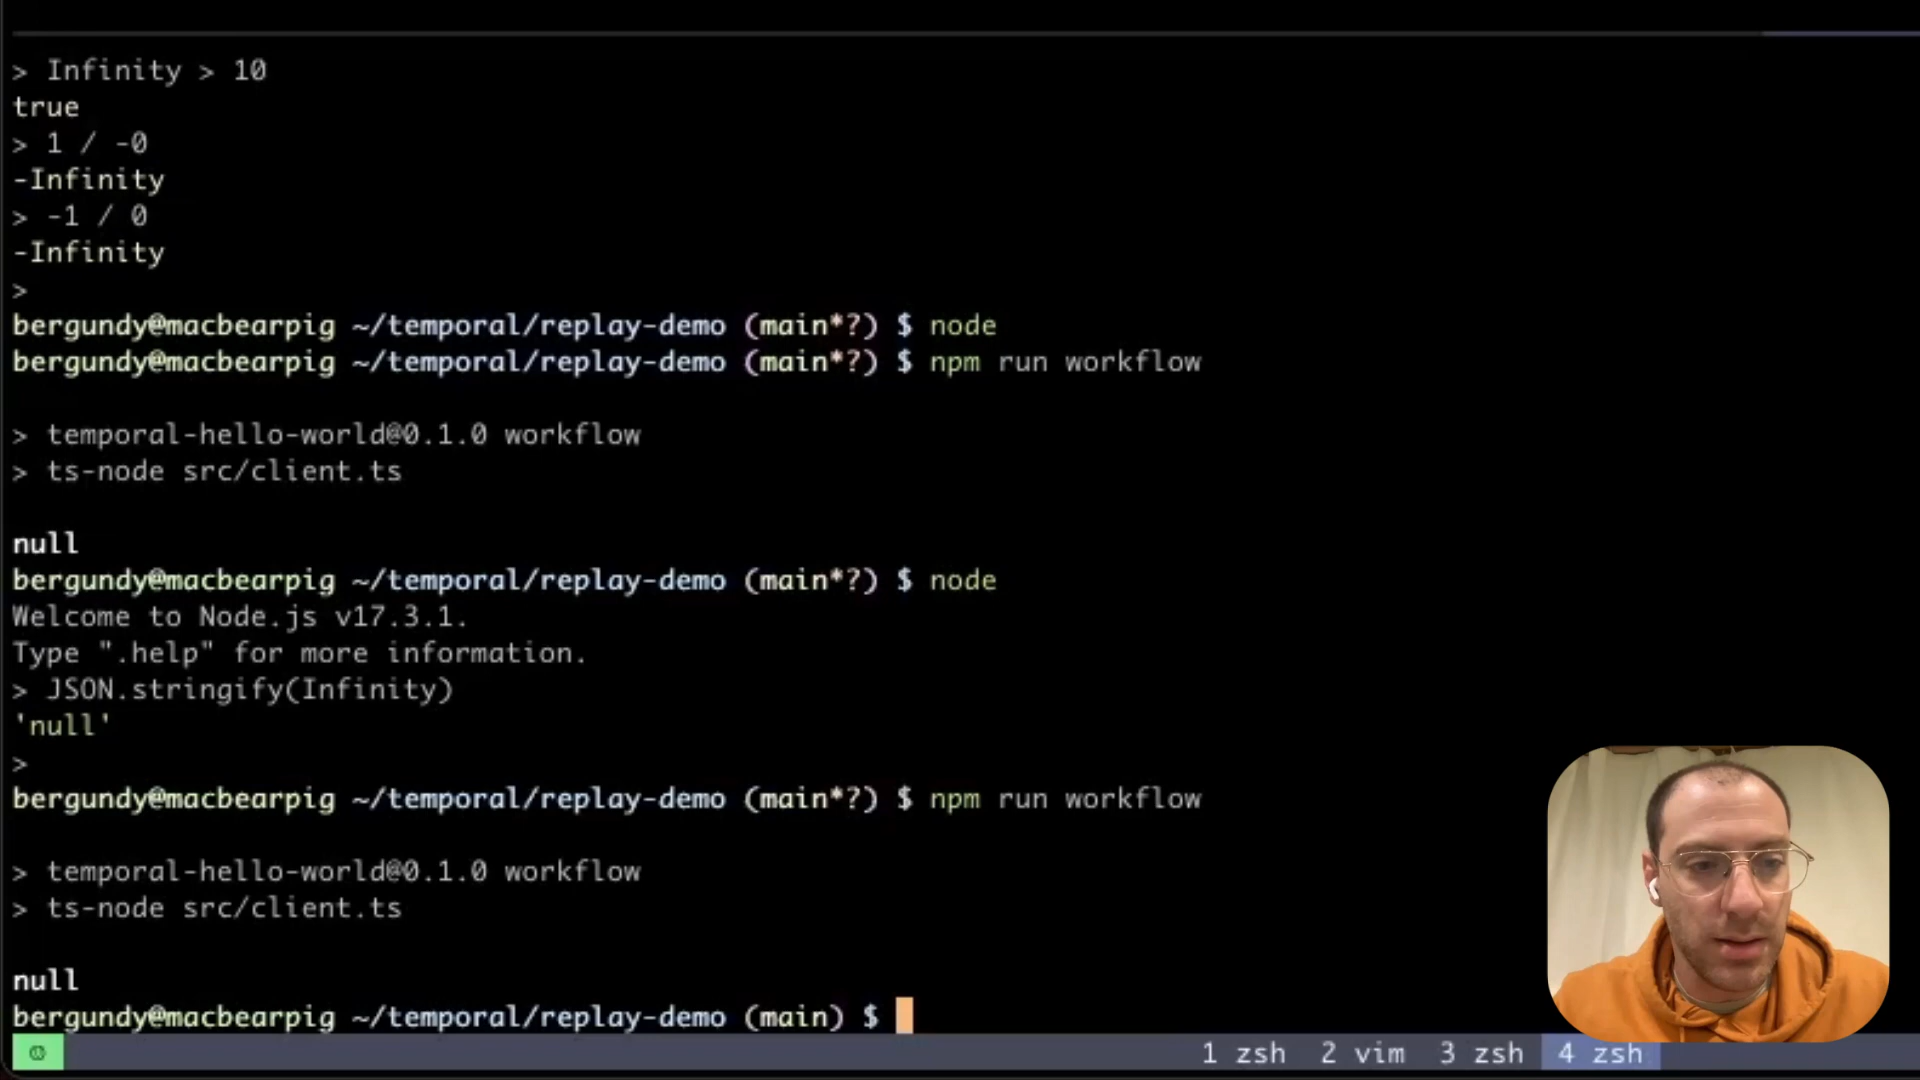 > Infinity > 10
true
> 1 / -0
-Infinity
> -1 / 0
-Infinity
>
bergundy@macbearpig ~/temporal/replay-demo (main*?) $ node
bergundy@macbearpig ~/temporal/replay-demo (main*?) $ npm run workflow
> temporal-hello-world@0.1.0 workflow
> ts-node src/client.ts
null
bergundy@macbearpig ~/temporal/replay-demo (main*?) $ node
Welcome to Node.js v17.3.1.
Type ".help" for more information.
> JSON.stringify(Infinity)
'null'
>
bergundy@macbearpig ~/temporal/replay-demo (main*?) $ npm run workflow
> temporal-hello-world@0.1.0 workflow
> ts-node src/client.ts
null
bergundy@macbearpig ~/temporal/replay-demo (main) $
1 zsh 2 vim 3 zsh 4 zsh